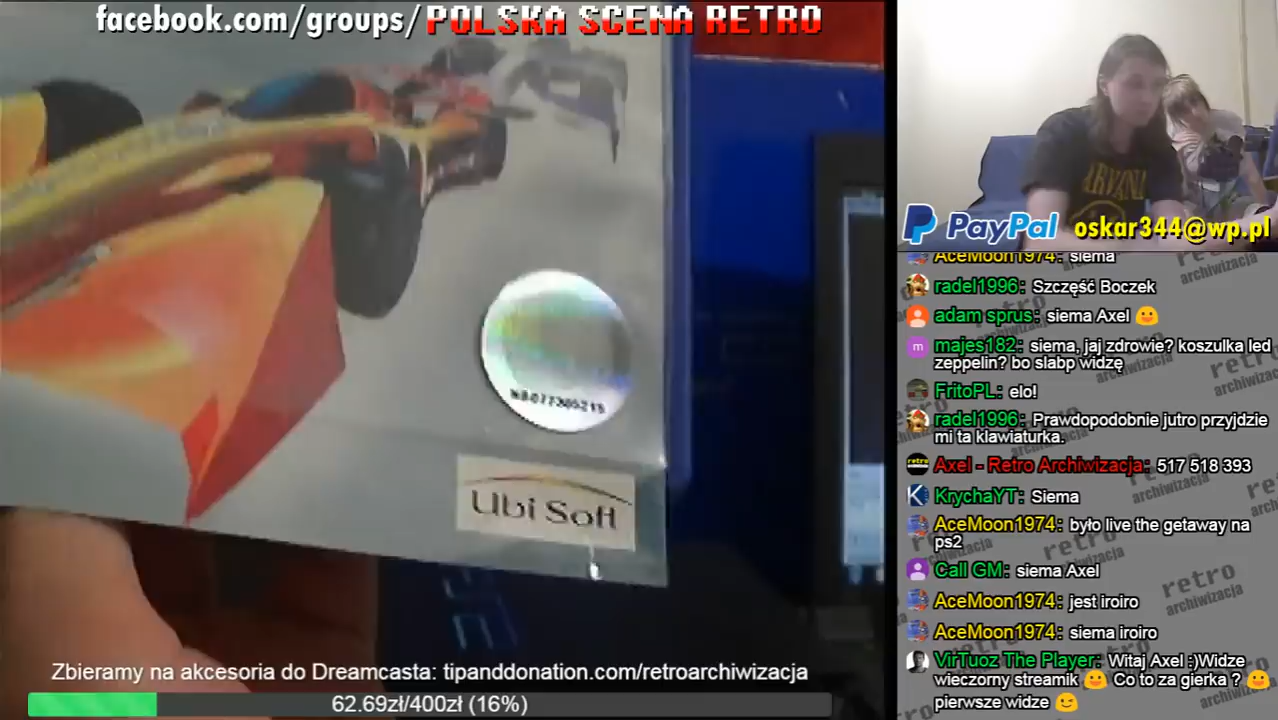 facebook.com/groups/POLSKA SCENA RETRO
Ubi Soft
PayPal oskar344@wp.pl
AceMoon1974: siema
radel1996: Szczęść Boczek
adam sprus: siema Axel
majes182: siema, jaj zdrowie? koszulka led
zeppelin? bo slabp widzę
FritoPL: elo!
radel1996: Prawdopodobnie jutro przyjdzie
mi ta klawiaturka.
Axel - Retro Archiwizacja: 517 518 393
KrychaYT: Siema
AceMoon1974: było live the getaway na
ps2
Call GM: siema Axel
AceMoon1974: jest iroiro
AceMoon1974: siema iroiro
VirTuoz The Player: Witaj Axel :)Widze
wieczorny streamik Co to za gierka ?
pierwsze widze
retro
archiwizacja
Zbieramy na akcesoria do Dreamcasta: tipanddonation.com/retroarchiwizacja
62.69zł/400zł (16%)